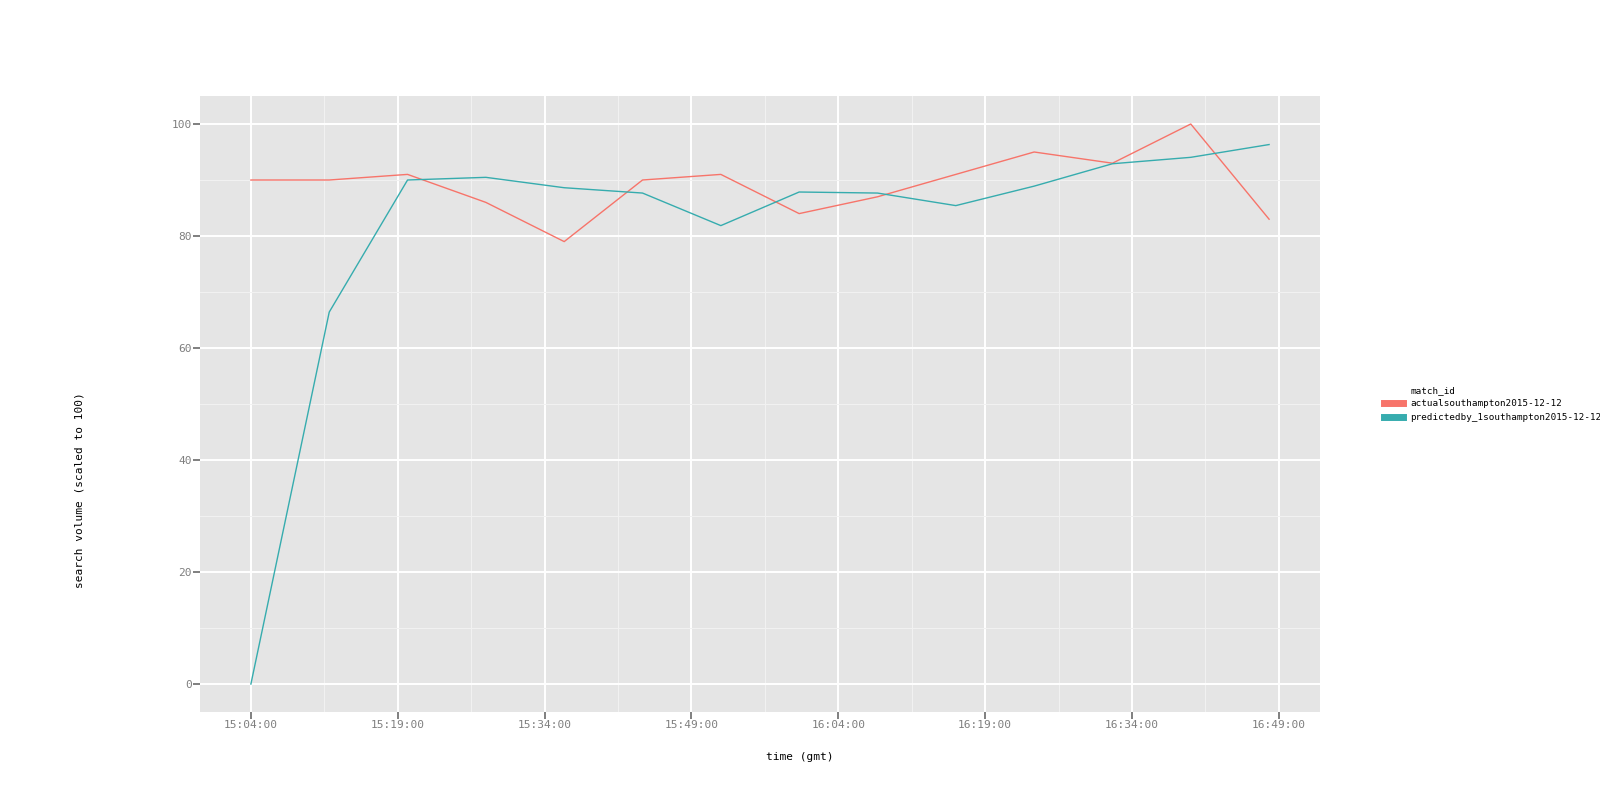 100
80
60
40
20
0
search volume (scaled to 100)
15:04:00 15:19:00 15:34:00 15:49:00 16:04:00 16:19:00 16:34:00 16:49:00
time (gmt)
match_id
actualsouthampton2015-12-12
predictedby_1southampton2015-12-12